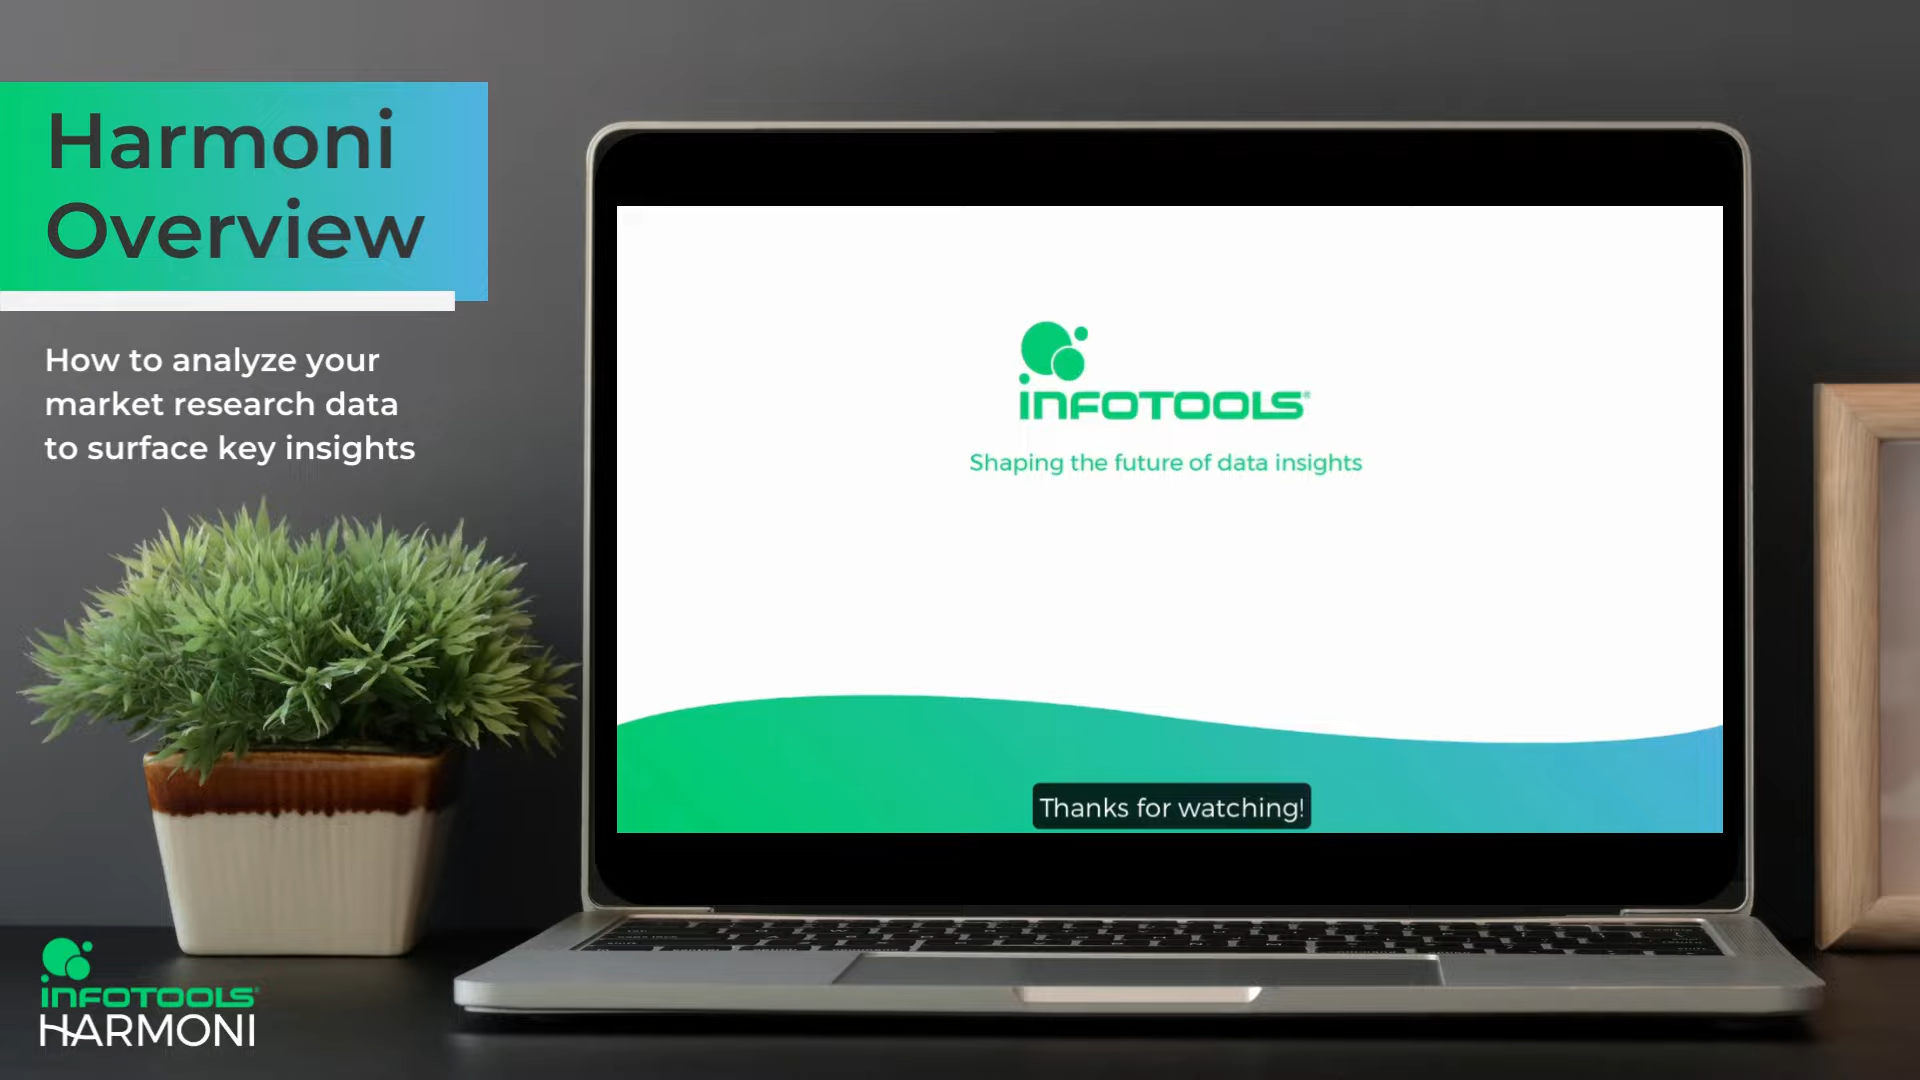 Harmoni
Overview
How to analyze your
market research data
to surface key insights
INFOTOOLS®
Shaping the future of data insights
Thanks for watching!
INFOTOOLS®
HARMONI